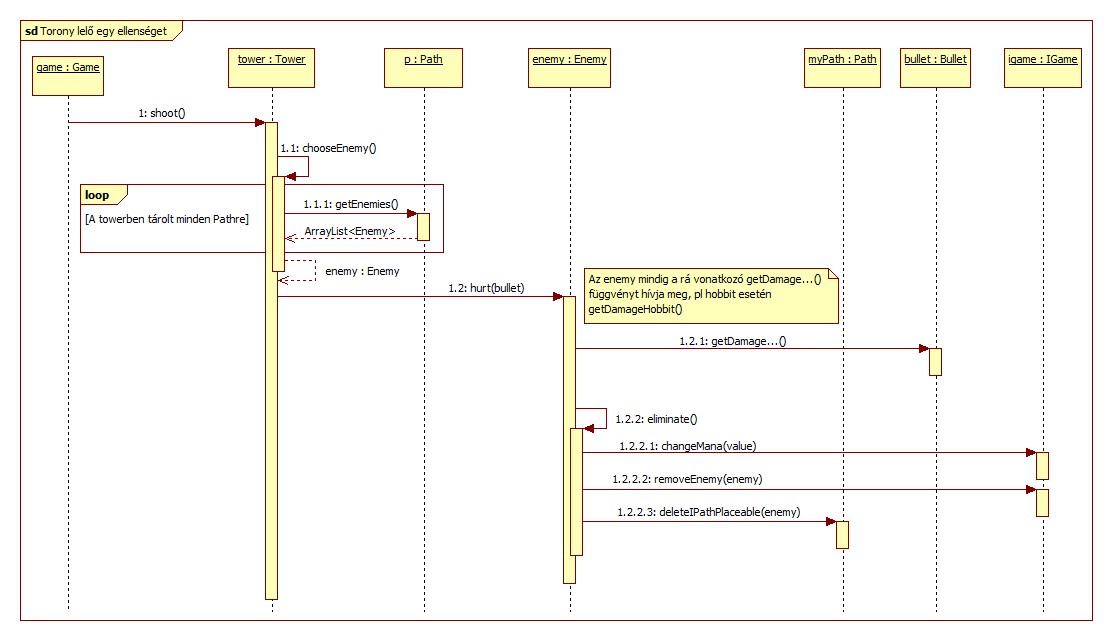 sd Torony lelő egy ellenséget
game : Game
tower : Tower
p : Path
enemy : Enemy
myPath : Path
bullet : Bullet
igame : IGame
1: shoot()
1.1: chooseEnemy()
loop
[A towerben tárolt minden Pathre]
1.1.1: getEnemies()
ArrayList<Enemy>
enemy : Enemy
1.2: hurt(bullet)
Az enemy mindig a rá vonatkozó getDamage...()
függvényt hívja meg, pl hobbit esetén
getDamageHobbit()
1.2.1: getDamage...()
1.2.2: eliminate()
1.2.2.1: changeMana(value)
1.2.2.2: removeEnemy(enemy)
1.2.2.3: deleteIPathPlaceable(enemy)